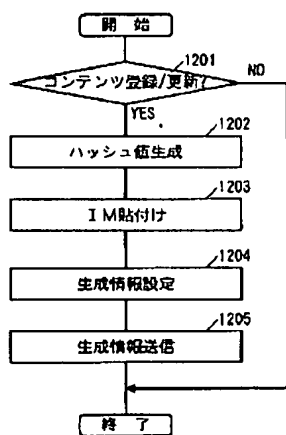 開始
1201
コンテンツ登録/更新?
NO
YES
1202
ハッシュ値生成
1203
IM貼付け
1204
生成情報設定
1205
生成情報送信
終了